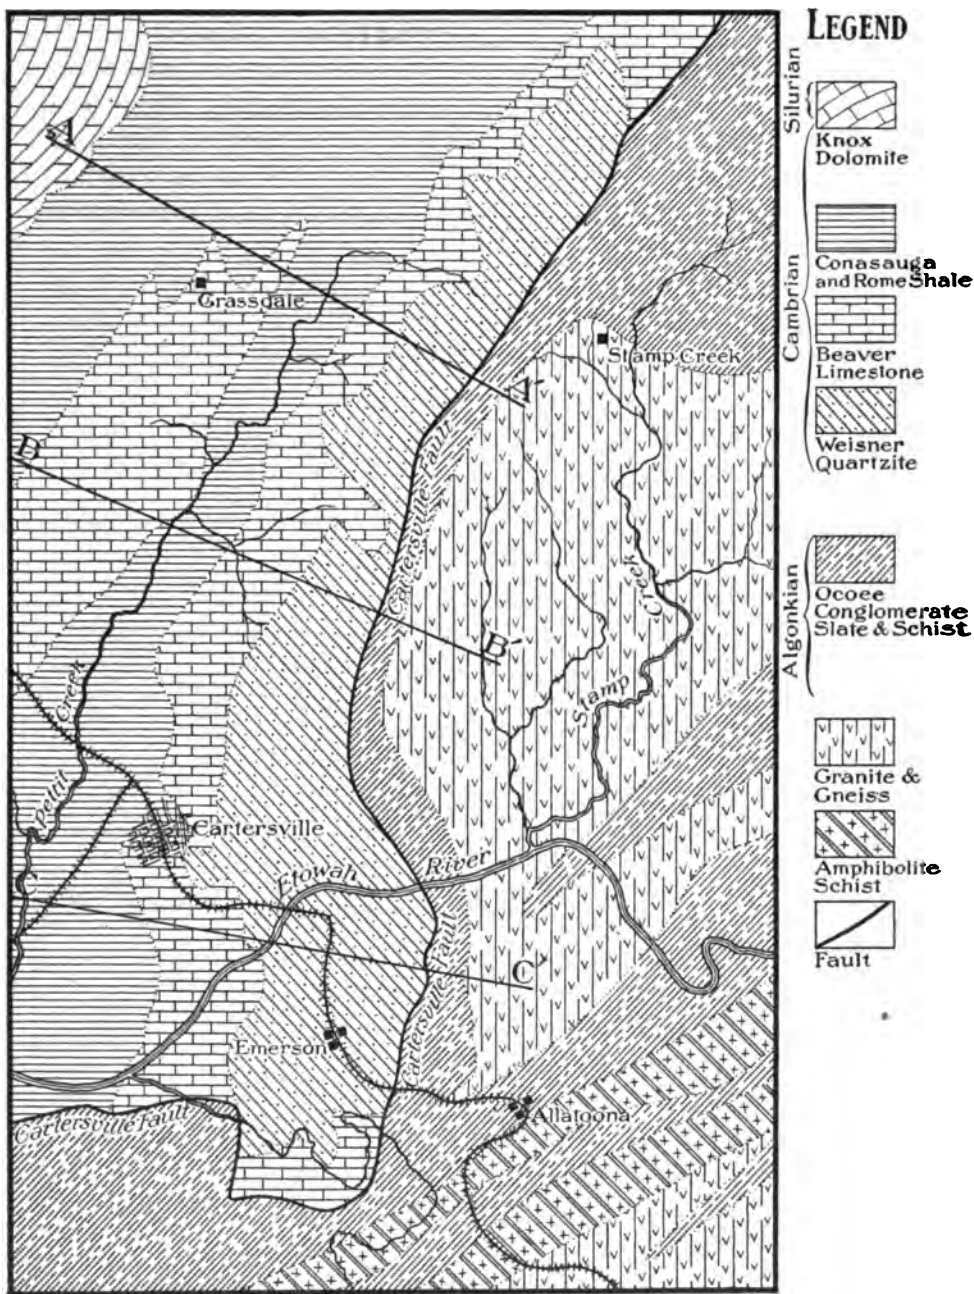 LEGEND
Silurian
Knox
Dolomite
Cambrian
Conasauga
and Rome Shale
Beaver
Limestone
Weisner
Quartzite
Algonkian
Ocoee
Conglomerate
Slate & Schist
Granite &
Gneiss
Amphibolite
Schist
Fault
A
Grassdale
Stamp Creek
A'
B
Cartersville Fault
B'
Creek
Stamp
Creek
Petit
Cartersville
Etowah
River
C
C'
Cartersville Fault
Emerson
Allatoona
Cartersville Fault